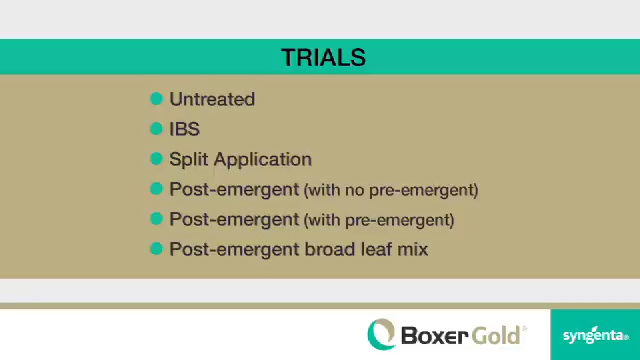 TRIALS
Untreated
IBS
Split Application
Post-emergent (with no pre-emergent)
Post-emergent (with pre-emergent)
Post-emergent broad leaf mix
Boxer Gold®
syngenta®